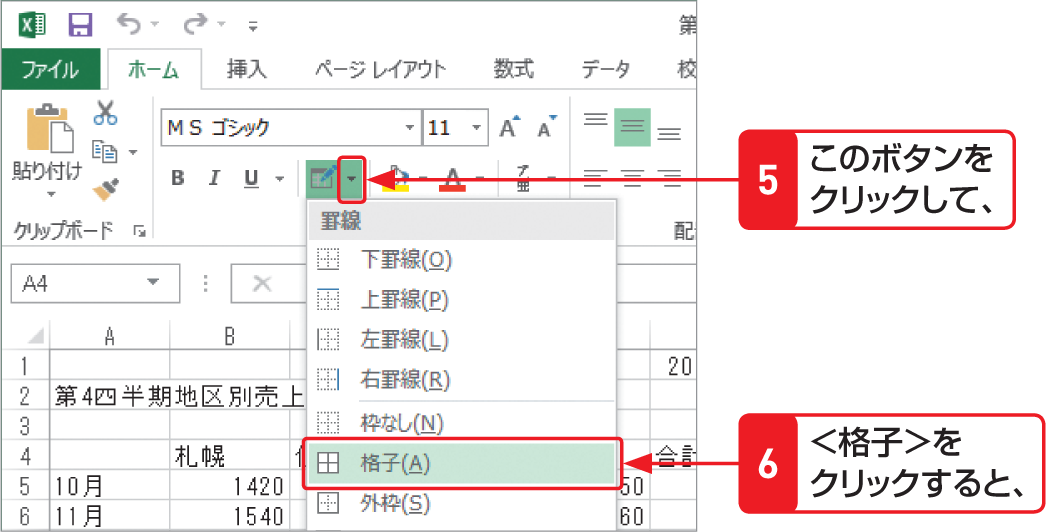 第
ファイル ホーム 挿入 ページ レイアウト 数式 データ 校
ＭＳ ゴシック 11 A A
貼り付け
B I U A
クリップボード 配
罫線
下罫線(O)
上罫線(P)
左罫線(L)
右罫線(R)
枠なし(N)
格子(A)
外枠(S)
A4
A B
1 20
2 第4四半期地区別売上
3
4 札幌 合計
5 10月 1420 50
6 11月 1540 60
5 このボタンを
クリックして、
6 ＜格子＞を
クリックすると、